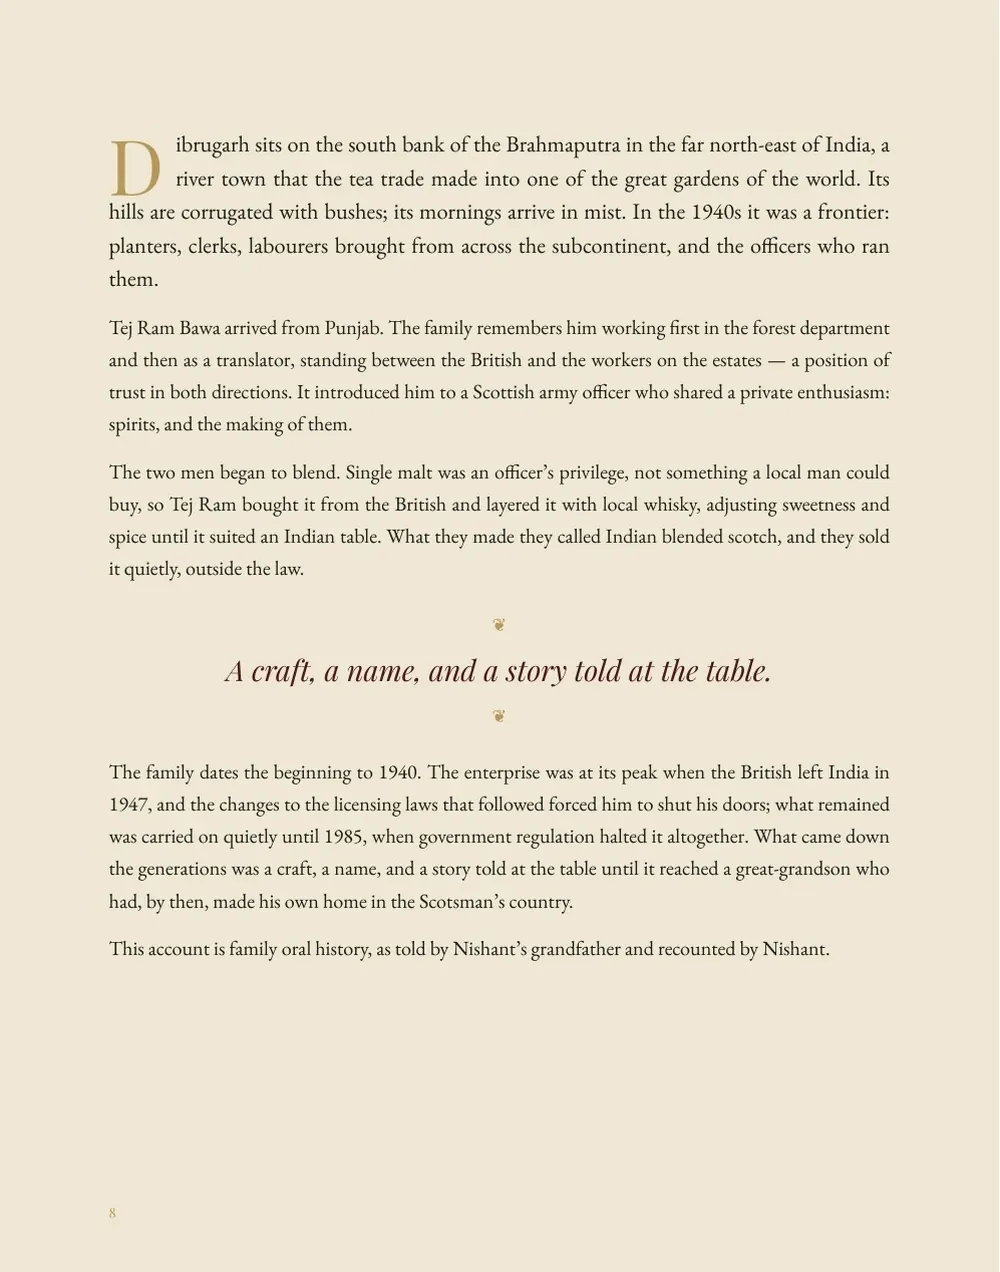 Dibrugarh sits on the south bank of the Brahmaputra in the far north-east of India, a
river town that the tea trade made into one of the great gardens of the world. Its
hills are corrugated with bushes; its mornings arrive in mist. In the 1940s it was a frontier:
planters, clerks, labourers brought from across the subcontinent, and the officers who ran
them.
Tej Ram Bawa arrived from Punjab. The family remembers him working first in the forest department
and then as a translator, standing between the British and the workers on the estates — a position of
trust in both directions. It introduced him to a Scottish army officer who shared a private enthusiasm:
spirits, and the making of them.
The two men began to blend. Single malt was an officer’s privilege, not something a local man could
buy, so Tej Ram bought it from the British and layered it with local whisky, adjusting sweetness and
spice until it suited an Indian table. What they made they called Indian blended scotch, and they sold
it quietly, outside the law.
❦
A craft, a name, and a story told at the table.
❦
The family dates the beginning to 1940. The enterprise was at its peak when the British left India in
1947, and the changes to the licensing laws that followed forced him to shut his doors; what remained
was carried on quietly until 1985, when government regulation halted it altogether. What came down
the generations was a craft, a name, and a story told at the table until it reached a great-grandson who
had, by then, made his own home in the Scotsman’s country.
This account is family oral history, as told by Nishant’s grandfather and recounted by Nishant.
8